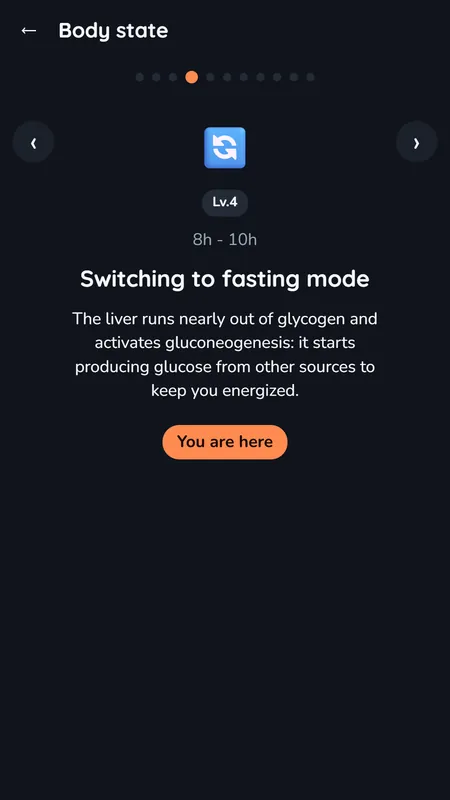 ← Body state
‹ ›
Lv.4
8h - 10h
Switching to fasting mode
The liver runs nearly out of glycogen and
activates gluconeogenesis: it starts
producing glucose from other sources to
keep you energized.
You are here